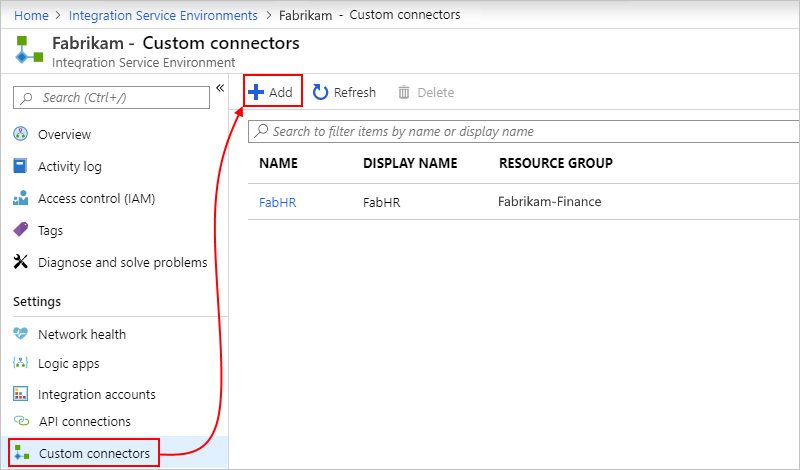 Home > Integration Service Environments > Fabrikam - Custom connectors
Fabrikam - Custom connectors
Integration Service Environment
Search (Ctrl+/)
«
Overview
Activity log
Access control (IAM)
Tags
Diagnose and solve problems
Settings
Network health
Logic apps
Integration accounts
API connections
Custom connectors
Add Refresh Delete
Search to filter items by name or display name
NAME DISPLAY NAME RESOURCE GROUP
FabHR FabHR Fabrikam-Finance